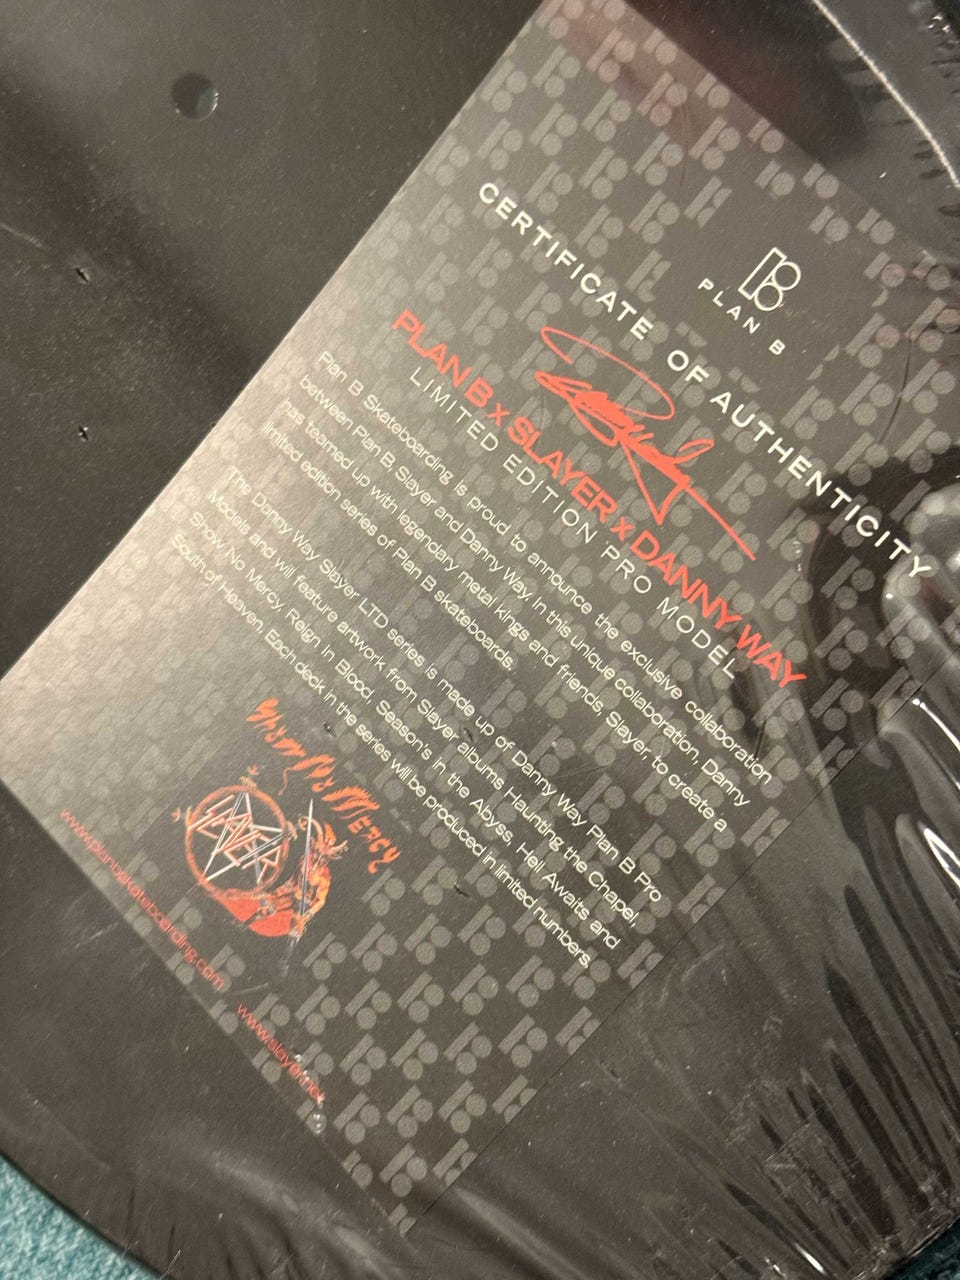 PLAN B
CERTIFICATE OF AUTHENTICITY
PLAN B x SLAYER x DANNY WAY
LIMITED EDITION PRO MODEL
Plan B Skateboarding is proud to announce the exclusive collaboration
between Plan B, Slayer and Danny Way. In this unique collaboration, Danny
has teamed up with legendary metal kings and friends, Slayer, to create a
limited edition series of Plan B skateboards.
The Danny Way Slayer LTD series is made up of Danny Way Plan B Pro
Models and will feature artwork from Slayer albums Haunting the Chapel,
Show No Mercy, Reign In Blood, Season's in the Abyss, Hell Awaits and
South of Heaven. Each deck in the series will be produced in limited numbers.
Show No Mercy
SLAYER
www.planbskateboarding.com
www.slayer.net